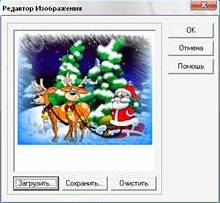 Редактор Изображения
OK
Отмена
Помощь
Загрузить...
Сохранить...
Очистить